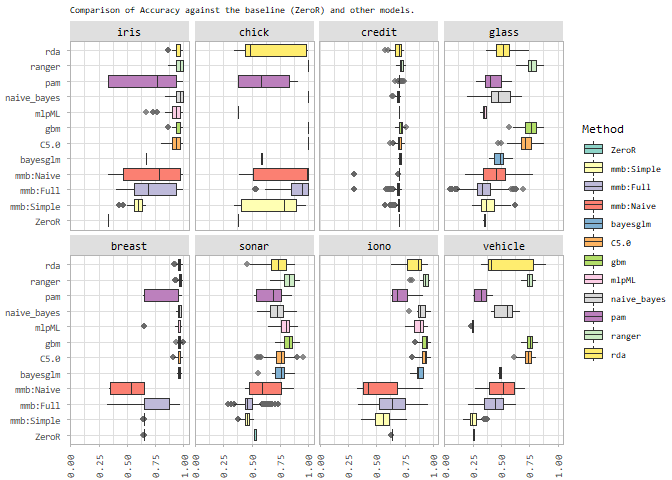 Comparison of Accuracy against the baseline (ZeroR) and other models.
iris chick credit glass
rda
ranger
pam
naive_bayes
mlpML
gbm
C5.0
bayesglm
mmb:Naive
mmb:Full
mmb:Simple
ZeroR
breast sonar iono vehicle
rda
ranger
pam
naive_bayes
mlpML
gbm
C5.0
bayesglm
mmb:Naive
mmb:Full
mmb:Simple
ZeroR
0.00 0.25 0.50 0.75 1.00 0.00 0.25 0.50 0.75 1.00 0.00 0.25 0.50 0.75 1.00 0.00 0.25 0.50 0.75 1.00
Method
ZeroR
mmb:Simple
mmb:Full
mmb:Naive
bayesglm
C5.0
gbm
mlpML
naive_bayes
pam
ranger
rda